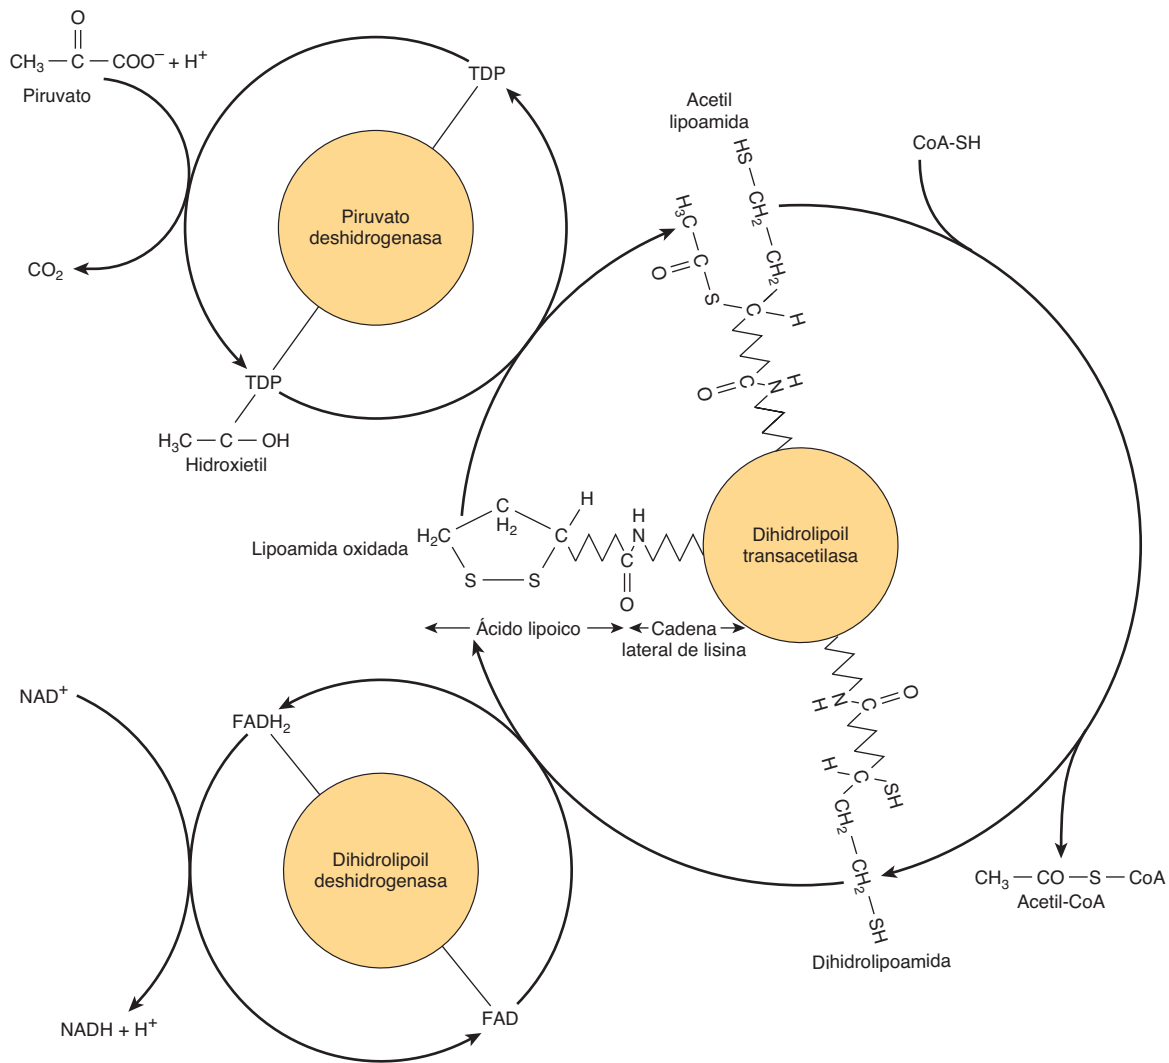 O
CH₃ — C — COO⁻ + H⁺
Piruvato
TDP
Piruvato
deshidrogenasa
CO₂
TDP
H₃C — C — OH
Hidroxietil
Acetil
lipoamida
HS
CH₂
CH₂
H₃C
C
O
S
C
H
O
C
N
H
CoA-SH
Lipoamida oxidada
H₂C
C
H₂
C
H
S — S
H
N
C
O
Ácido lipoico
Cadena
lateral de lisina
Dihidrolipoil
transacetilasa
H
N
C
O
H
C
SH
CH₂
CH₂
SH
Dihidrolipoamida
CH₃ — CO — S — CoA
Acetil-CoA
NAD⁺
FADH₂
Dihidrolipoil
deshidrogenasa
FAD
NADH + H⁺